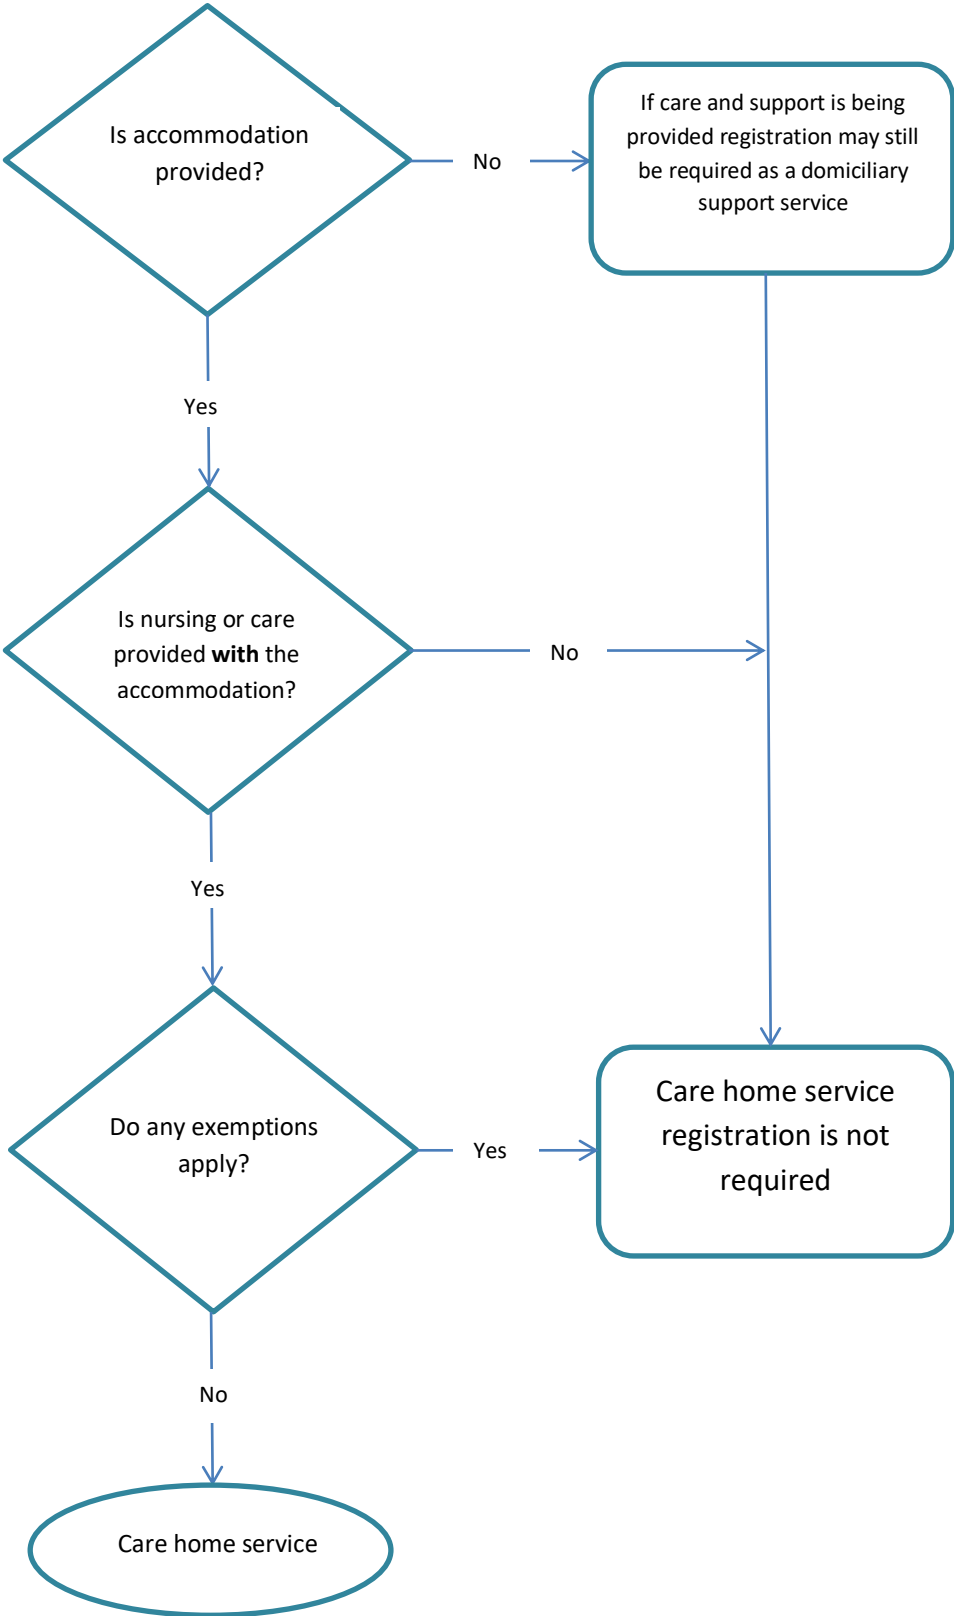 Is accommodation
provided?
No
If care and support is being
provided registration may still
be required as a domiciliary
support service
Yes
Is nursing or care
provided with the
accommodation?
No
Yes
Do any exemptions
apply?
Yes
Care home service
registration is not
required
No
Care home service